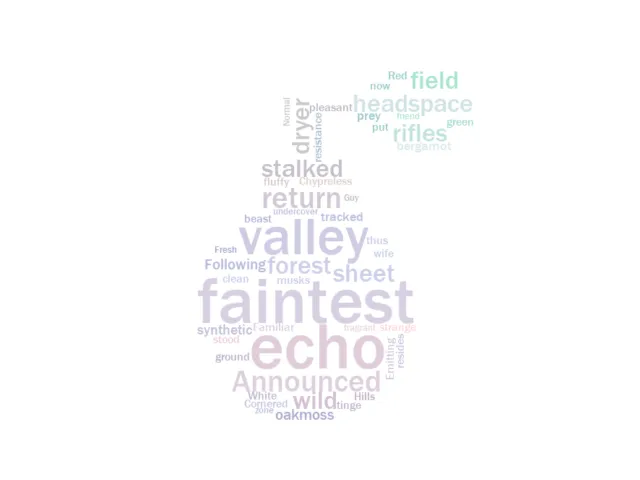 Red
field
now
headspace
pleasant
Normal
dryer
resistance
prey
friend
green
put
rifles
bergamot
stalked
fluffy
Chypreless
return
Guy
undercover
beast
tracked
valley
thus
Fresh
wife
Following
forest
sheet
clean
musks
faintest
synthetic
Familiar
fragrant
strange
stood
echo
Emitting
resides
ground
Announced
White
wild
Hills
Cornered
tinge
zone
oakmoss